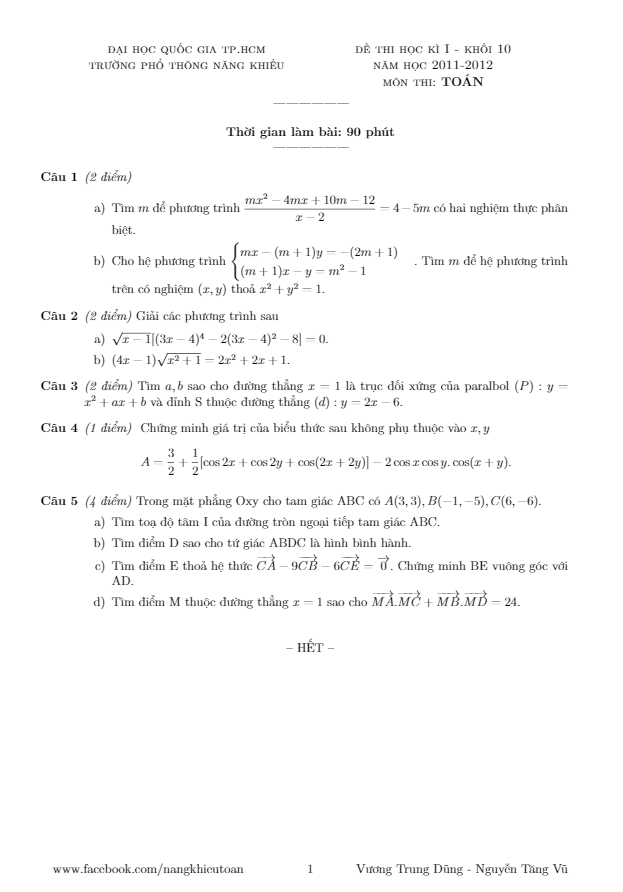 ĐẠI HỌC QUỐC GIA TP.HCM
TRƯỜNG PHỔ THÔNG NĂNG KHIẾU
ĐỀ THI HỌC KÌ I - KHỐI 10
NĂM HỌC 2011-2012
MÔN THI: TOÁN
——————
Thời gian làm bài: 90 phút
——————
Câu 1 (2 điểm)
a) Tìm m để phương trình \frac{mx^2 − 4mx + 10m − 12}{x − 2} = 4 − 5m có hai nghiệm thực phân
biệt.
b) Cho hệ phương trình \begin{cases} mx − (m + 1)y = −(2m + 1) \\ (m + 1)x − y = m^2 − 1 \end{cases} . Tìm m để hệ phương trình
trên có nghiệm (x, y) thoả x² + y² = 1.
Câu 2 (2 điểm) Giải các phương trình sau
a) √(x − 1)[(3x − 4)⁴ − 2(3x − 4)² − 8] = 0.
b) (4x − 1)√(x² + 1) = 2x² + 2x + 1.
Câu 3 (2 điểm) Tìm a, b sao cho đường thẳng x = 1 là trục đối xứng của paralbol (P) : y =
x² + ax + b và đỉnh S thuộc đường thẳng (d) : y = 2x − 6.
Câu 4 (1 điểm) Chứng minh giá trị của biểu thức sau không phụ thuộc vào x, y
A = \frac{3}{2} + \frac{1}{2}[cos 2x + cos 2y + cos(2x + 2y)] − 2 cos x cos y. cos(x + y).
Câu 5 (4 điểm) Trong mặt phẳng Oxy cho tam giác ABC có A(3, 3), B(−1, −5), C(6, −6).
a) Tìm toạ độ tâm I của đường tròn ngoại tiếp tam giác ABC.
b) Tìm điểm D sao cho tứ giác ABDC là hình bình hành.
c) Tìm điểm E thoả hệ thức \overrightarrow{CA} − 9\overrightarrow{CB} − 6\overrightarrow{CE} = \overrightarrow{0}. Chứng minh BE vuông góc với
AD.
d) Tìm điểm M thuộc đường thẳng x = 1 sao cho \overrightarrow{MA}.\overrightarrow{MC} + \overrightarrow{MB}.\overrightarrow{MD} = 24.
– HẾT –
www.facebook.com/nangkhieutoan 1 Vương Trung Dũng - Nguyễn Tăng Vũ